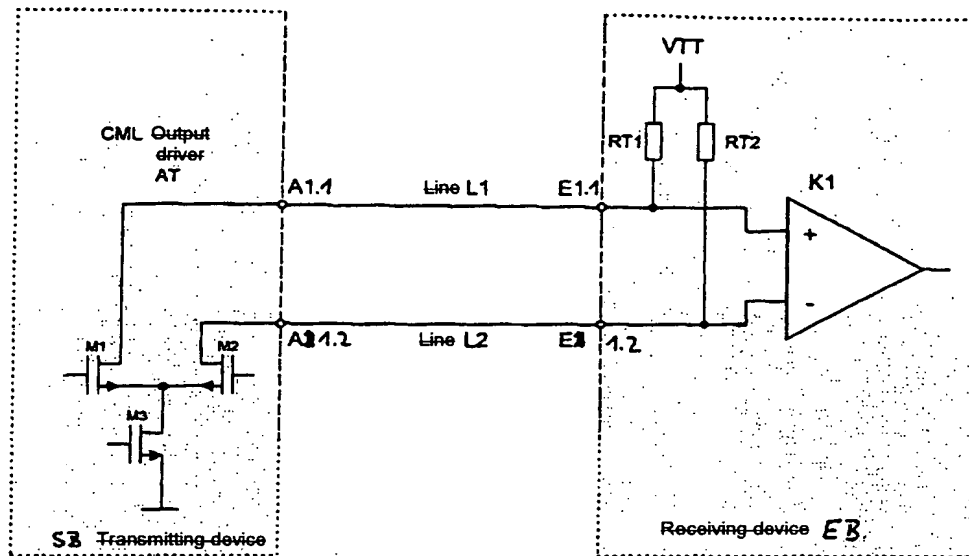 VTT
CML Output
driver
AT
RT1
RT2
K1
A1.1
Line L1
E1.1
+
-
A1.2
Line L2
E 1.2
M1
M2
M3
SB Transmitting device
Receiving device EB.